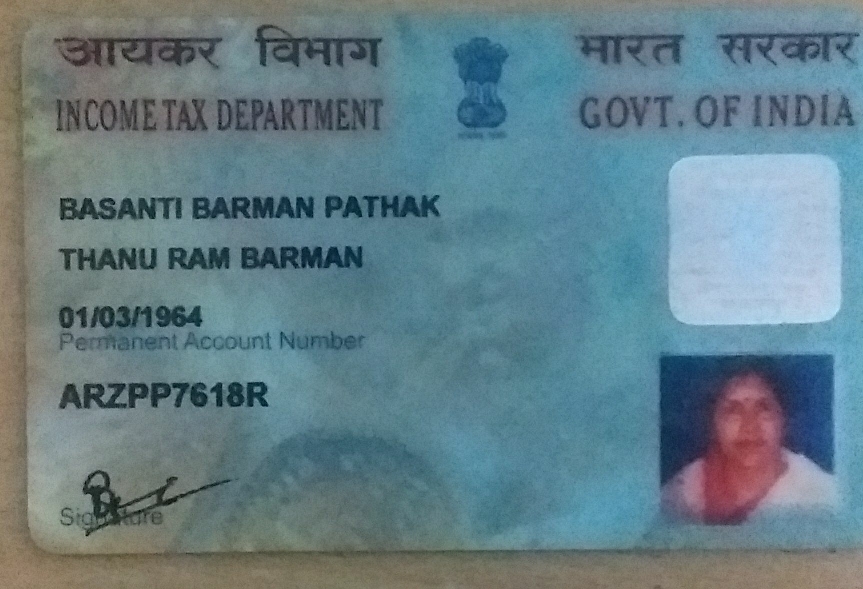 आयकर विभाग
भारत सरकार
INCOME TAX DEPARTMENT
GOVT. OF INDIA
BASANTI BARMAN PATHAK
THANU RAM BARMAN
01/03/1964
Permanent Account Number
ARZPP7618R
Signature